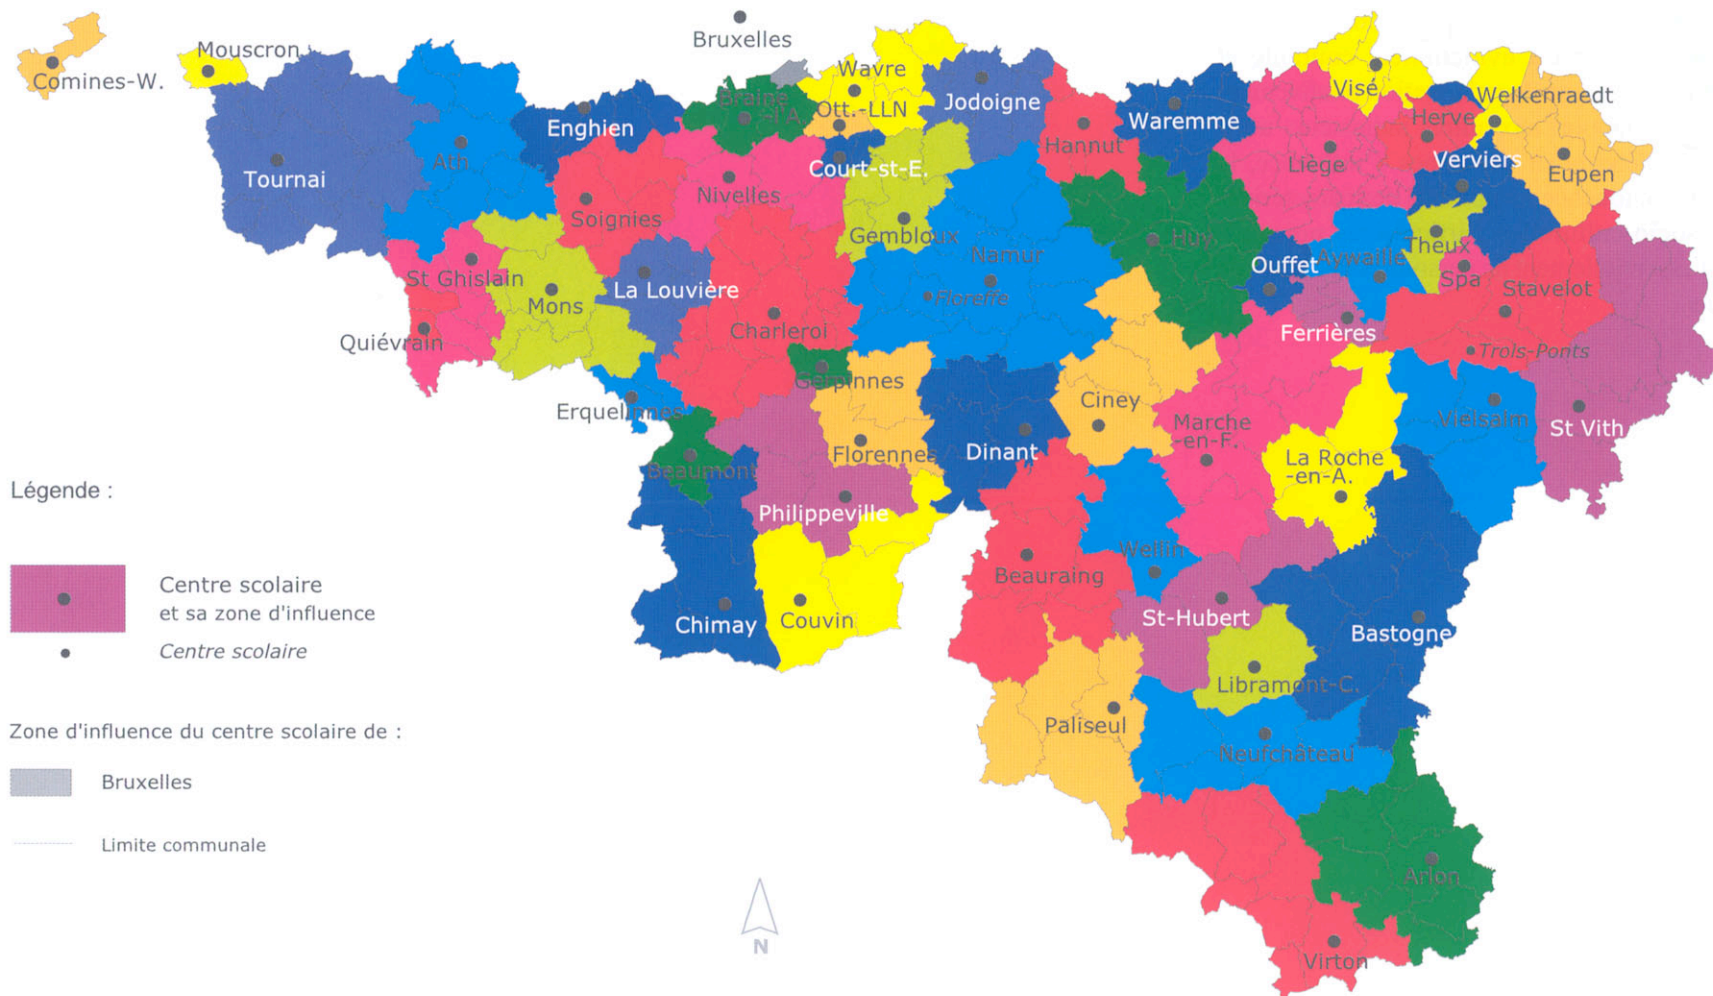 Bruxelles
Mouscron
Comines-W.
Wavre
Braine
-l'A.
Ott.-LLN
Jodoigne
Visé
Welkenraedt
Herve
Enghien
Waremme
Hannut
Liège
Verviers
Eupen
Ath
Tournai
Court-st-E.
Nivelles
Soignies
Gembloux
Huy
Theux
Aywaille
Spa
Ouffet
Namur
Floreffe
St Ghislain
La Louvière
Mons
Stavelot
Charleroi
Ferrières
Quiévrain
Trois-Ponts
Gerpinnes
Erquelinnes
Ciney
Marche
-en-F.
Vielsalm
St Vith
Florennes
Dinant
La Roche
-en-A.
Beaumont
Philippeville
Légende :
Wellin
Beauraing
Centre scolaire
et sa zone d'influence
Centre scolaire
Chimay
Couvin
St-Hubert
Bastogne
Libramont-C.
Paliseul
Neufchâteau
Zone d'influence du centre scolaire de :
Bruxelles
Limite communale
Arlon
N
Virton